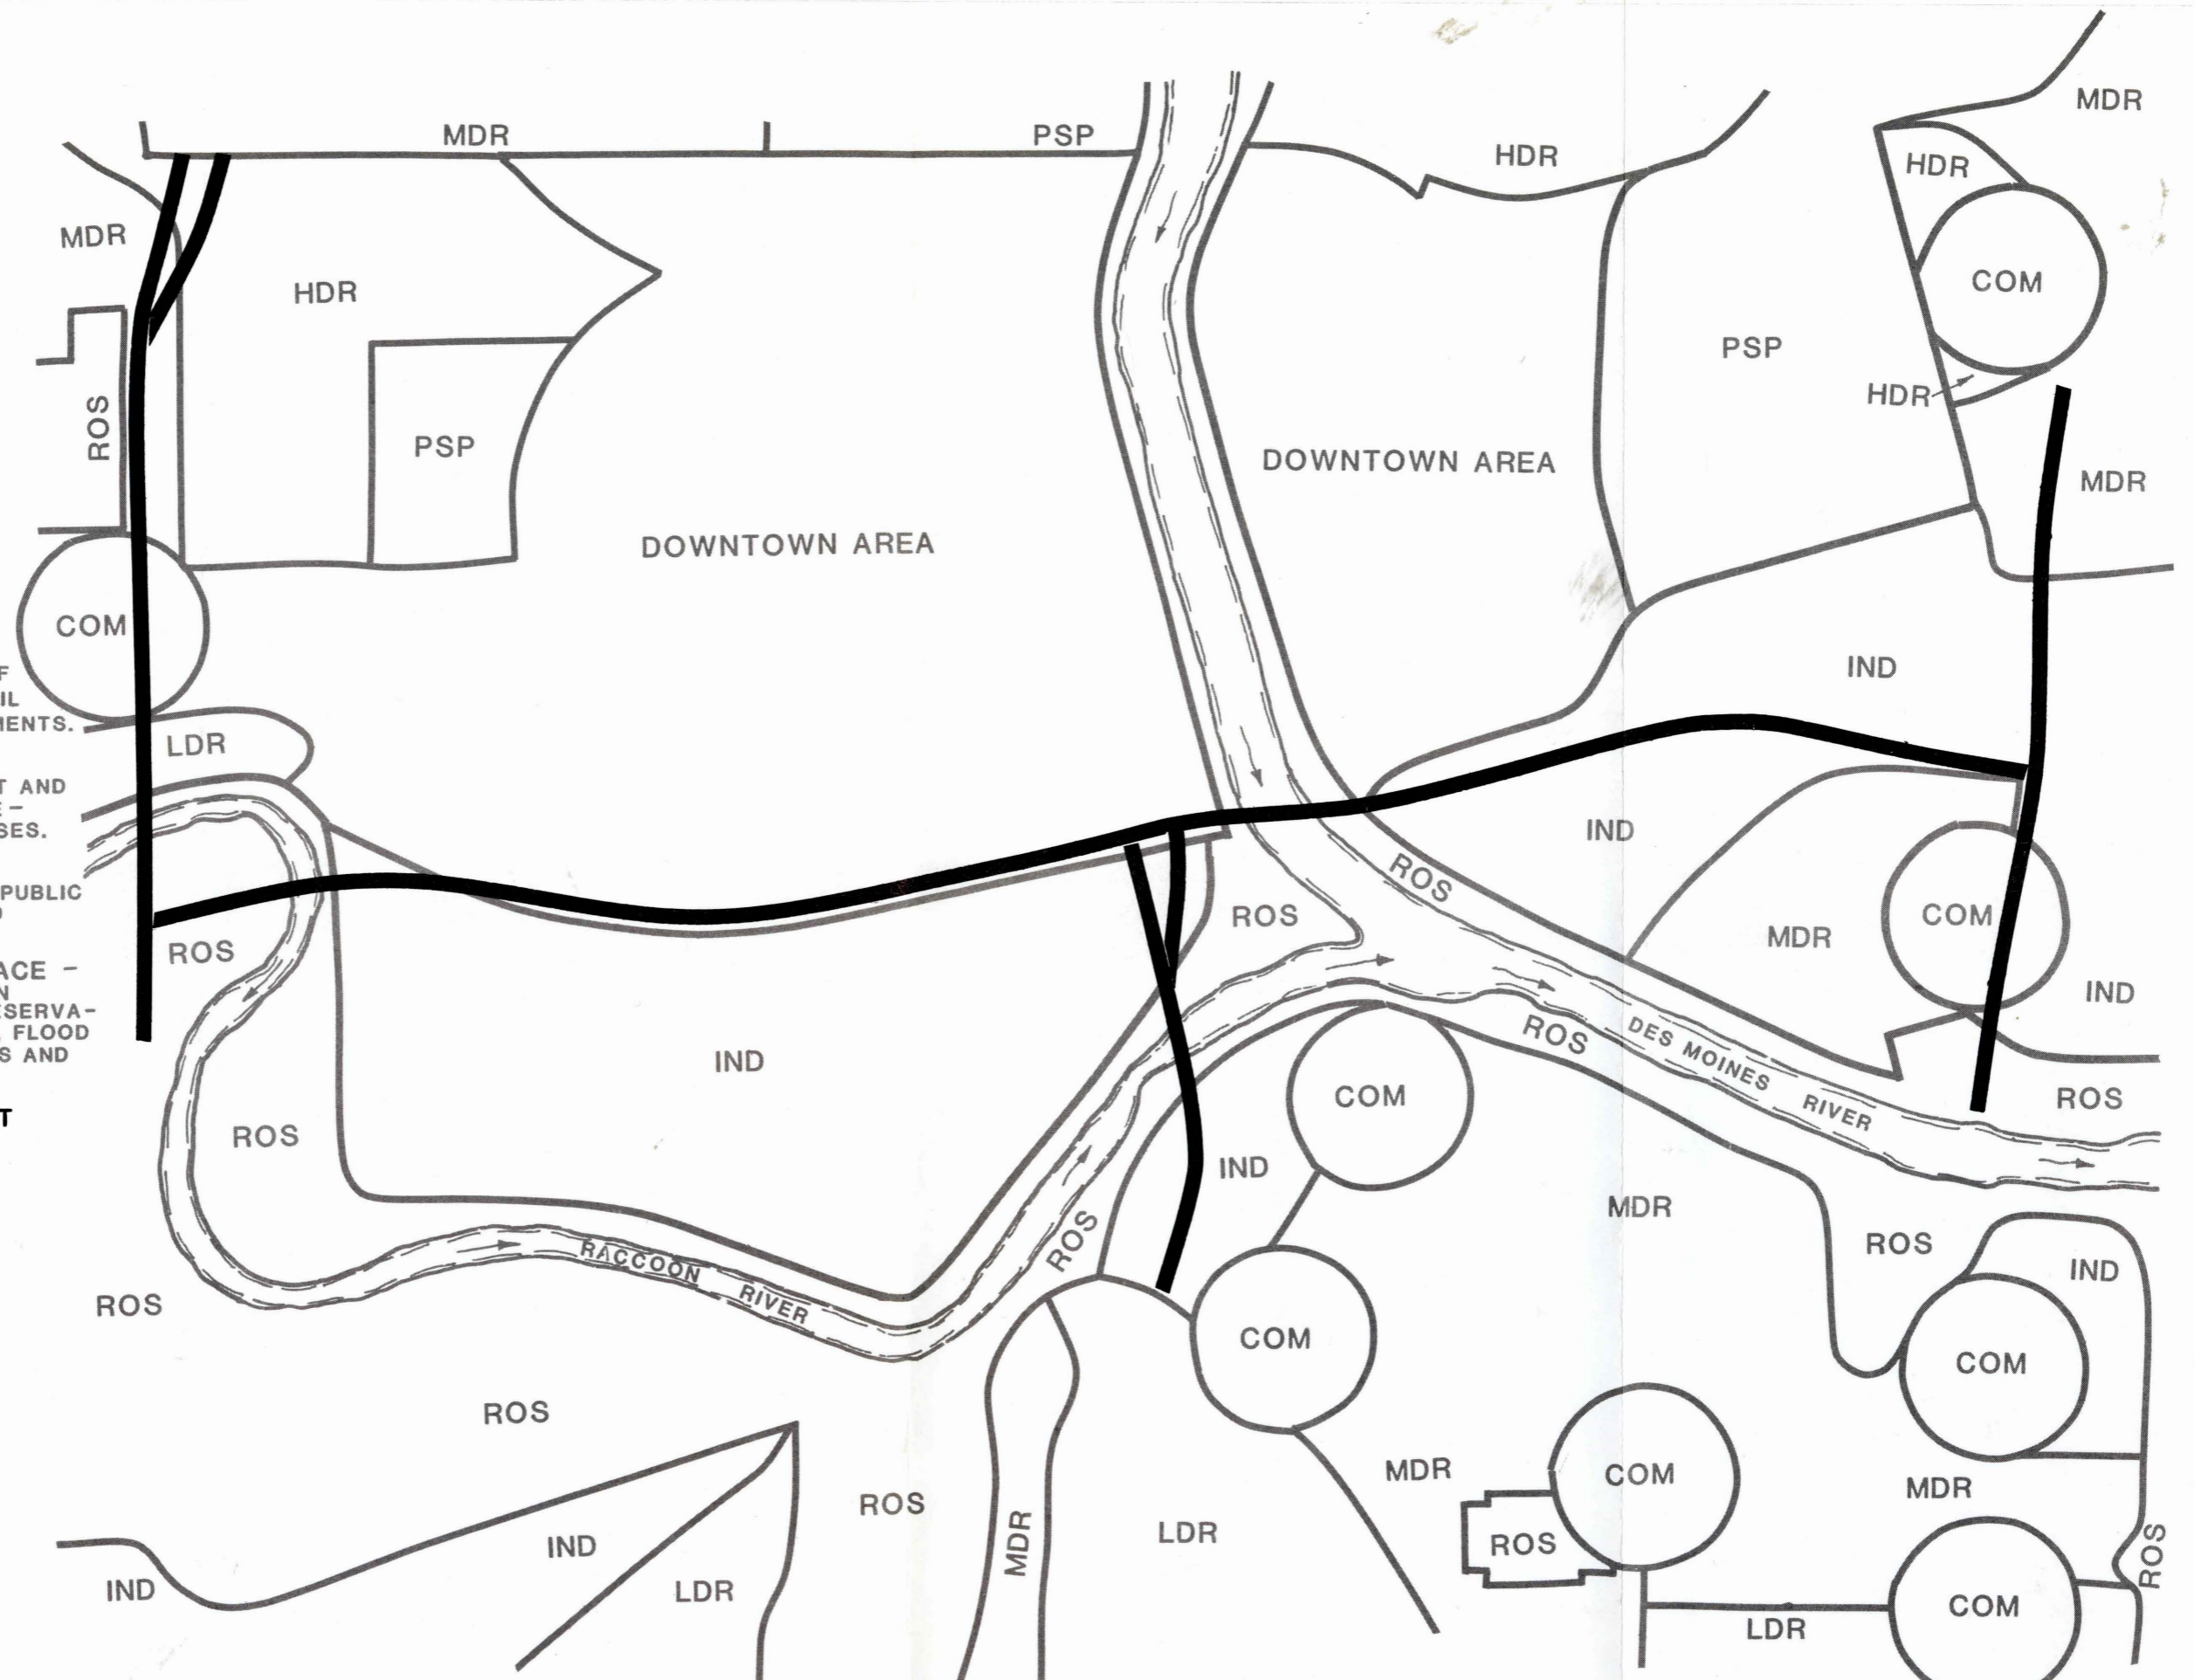 MDR
MDR
PSP
HDR
HDR
MDR
HDR
COM
PSP
HDR
ROS
PSP
DOWNTOWN AREA
MDR
DOWNTOWN AREA
COM
F
IL
MENTS.
IND
LDR
T AND
E-
SES.
IND
ROS
PUBLIC
ROS
COM
MDR
ROS
ACE -
N
IND
ESERVA-
FLOOD
S AND
ROS
DES MOINES
RIVER
IND
COM
ROS
T
ROS
IND
MDR
ROS
ROS
IND
RACCOON
RIVER
ROS
COM
COM
ROS
MDR
COM
MDR
ROS
MDR
LDR
ROS
ROS
IND
IND
LDR
COM
LDR